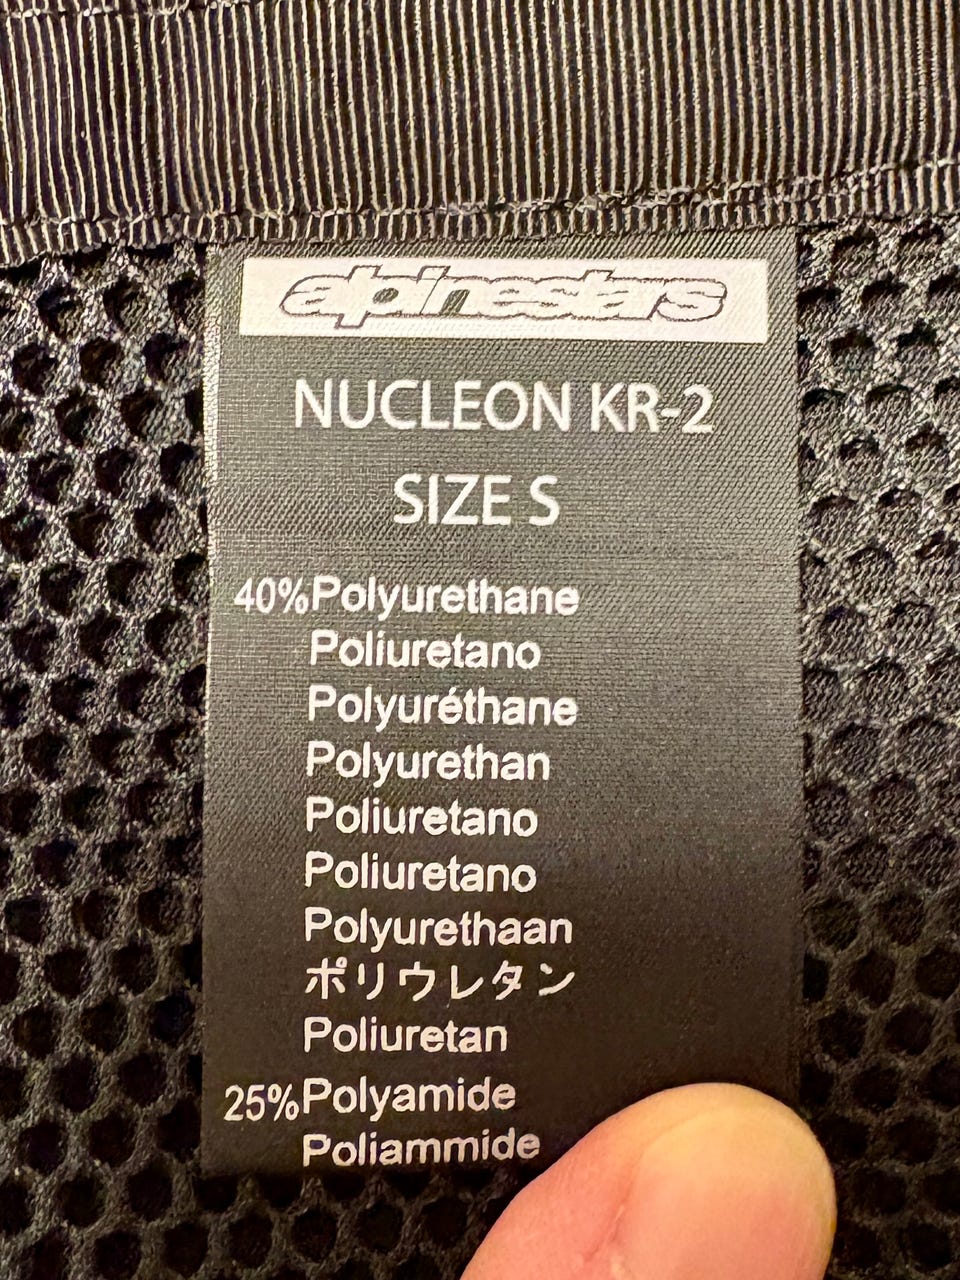 alpinestars
NUCLEON KR-2
SIZE S
40% Polyurethane
Poliuretano
Polyuréthane
Polyurethan
Poliuretano
Poliuretano
Polyurethaan
ポリウレタン
Poliuretan
25% Polyamide
Poliammide